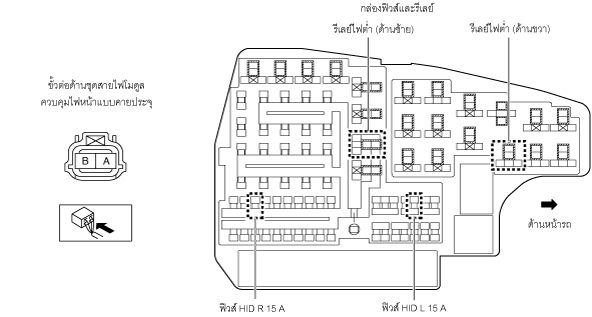 กล่องฟิวส์และรีเลย์
รีเลย์ไฟต่ำ (ด้านซ้าย)
รีเลย์ไฟต่ำ (ด้านขวา)
ขั้วต่อด้านชุดสายไฟโมดูล
ควบคุมไฟหน้าแบบคายประจุ
B A
ด้านหน้ารถ
ฟิวส์ HID R 15 A
ฟิวส์ HID L 15 A